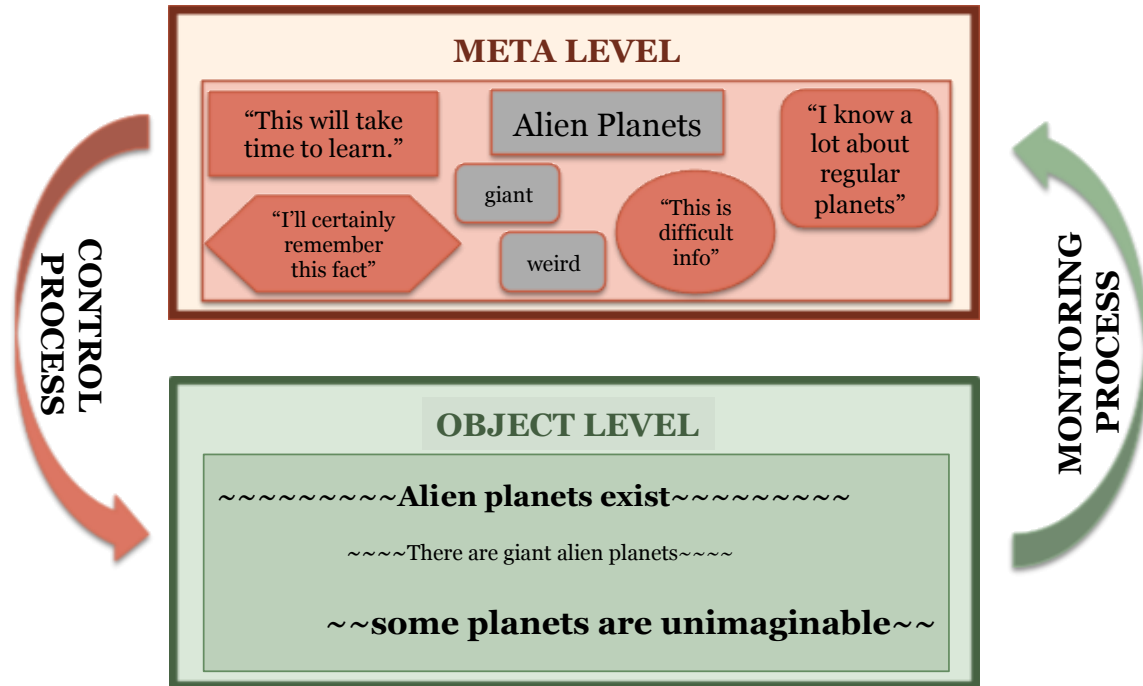 META LEVEL
“This will take
time to learn.”
Alien Planets
“I know a
lot about
regular
planets”
giant
“I’ll certainly
remember
this fact”
weird
“This is
difficult
info”
CONTROL
PROCESS
MONITORING
PROCESS
OBJECT LEVEL
~~~~~~~~~Alien planets exist~~~~~~~~~
~~~~There are giant alien planets~~~~
~~some planets are unimaginable~~